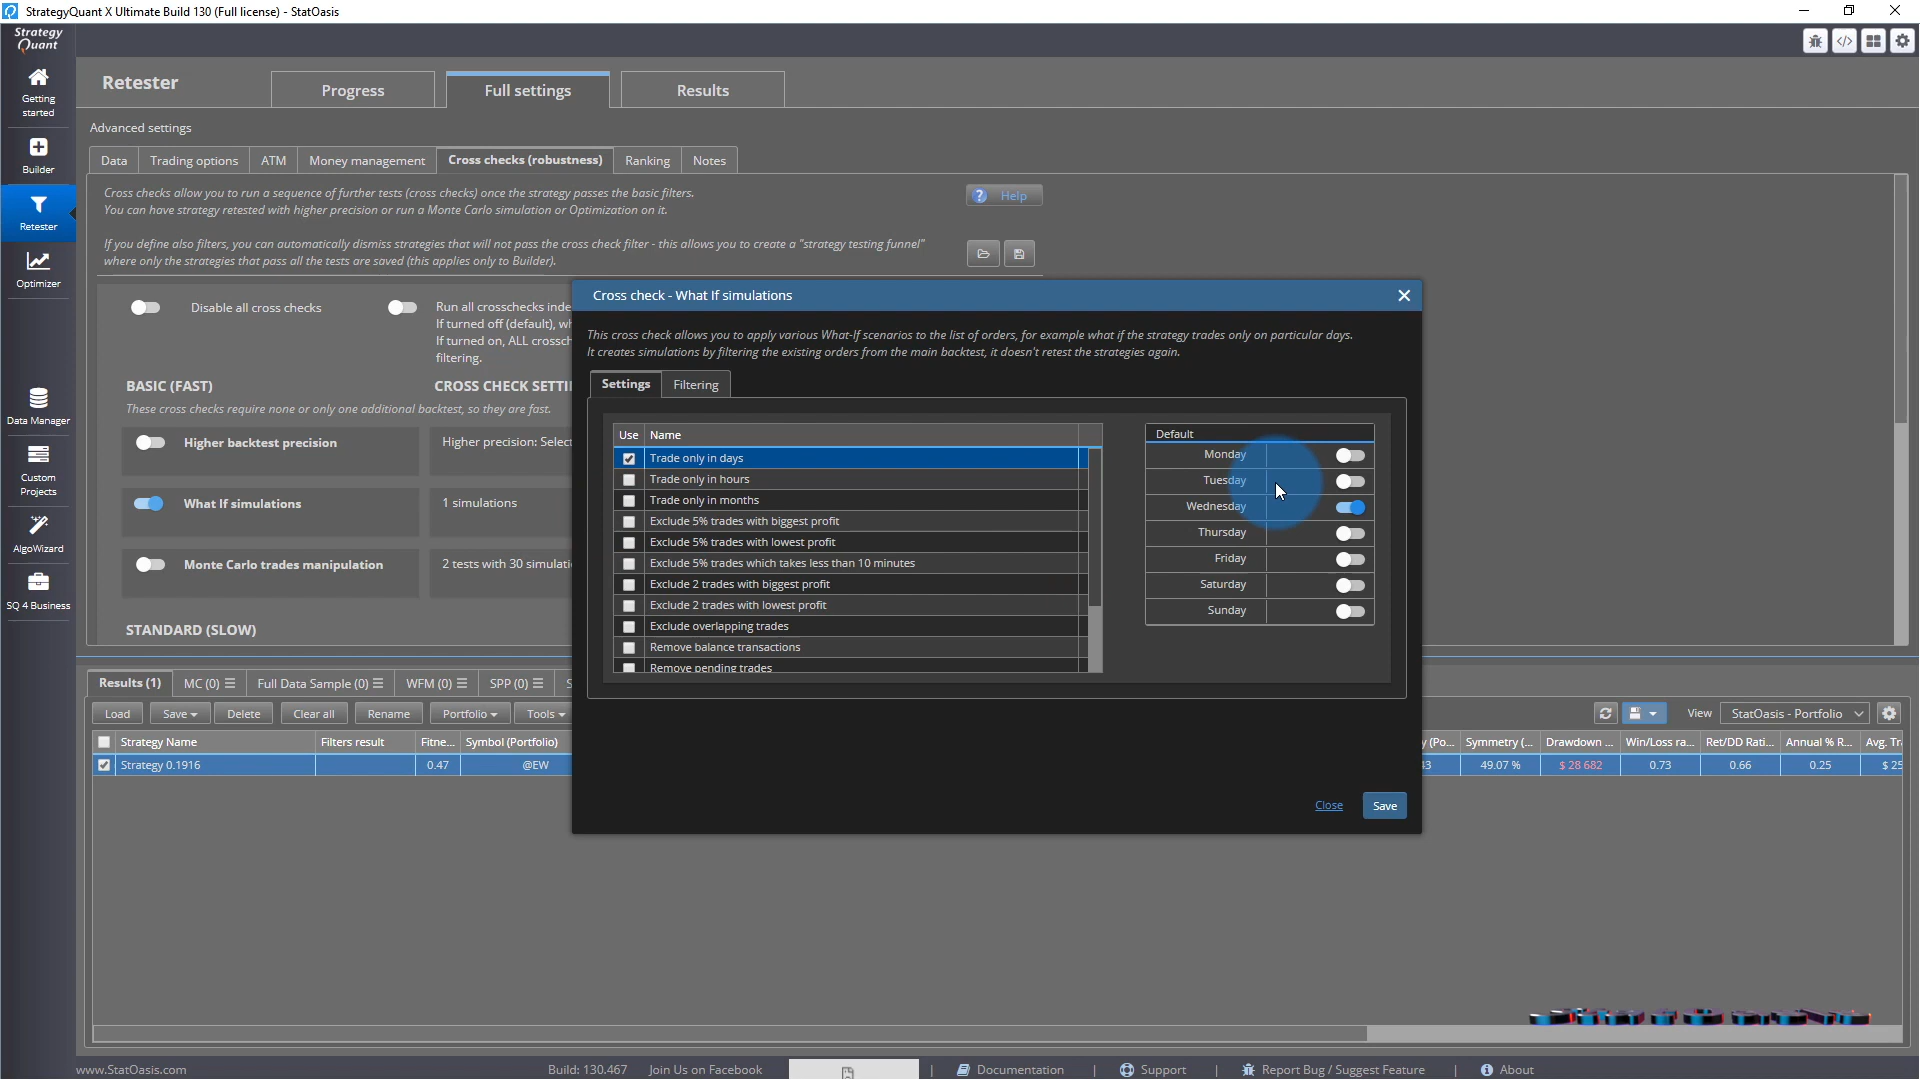 StrategyQuant X Ultimate Build 130 (Full license) - StatOasis
Strategy
Quant
Getting
started
Builder
Retester
Optimizer
Data Manager
Custom
Projects
AlgoWizard
SQ 4 Business
Retester
Progress
Full settings
Results
Advanced settings
Data
Trading options
ATM
Money management
Cross checks (robustness)
Ranking
Notes
Cross checks allow you to run a sequence of further tests (cross checks) once the strategy passes the basic filters.
You can have strategy retested with higher precision or run a Monte Carlo simulation or Optimization on it.
? Help
If you define also filters, you can automatically dismiss strategies that will not pass the cross check filter - this allows you to create a "strategy testing funnel"
where only the strategies that pass all the tests are saved (this applies only to Builder).
Disable all cross checks
Run all crosschecks inde
If turned off (default), wh
If turned on, ALL crossch
filtering.
BASIC (FAST)
CROSS CHECK SETTI
These cross checks require none or only one additional backtest, so they are fast.
Higher backtest precision
Higher precision: Select
What If simulations
1 simulations
Monte Carlo trades manipulation
2 tests with 30 simulati
STANDARD (SLOW)
Cross check - What If simulations
This cross check allows you to apply various What-If scenarios to the list of orders, for example what if the strategy trades only on particular days.
It creates simulations by filtering the existing orders from the main backtest, it doesn't retest the strategies again.
Settings
Filtering
Use Name
Trade only in days
Trade only in hours
Trade only in months
Exclude 5% trades with biggest profit
Exclude 5% trades with lowest profit
Exclude 5% trades which takes less than 10 minutes
Exclude 2 trades with biggest profit
Exclude 2 trades with lowest profit
Exclude overlapping trades
Remove balance transactions
Remove pending trades
Default
Monday
Tuesday
Wednesday
Thursday
Friday
Saturday
Sunday
Close
Save
Results (1)
MC (0)
Full Data Sample (0)
WFM (0)
SPP (0)
S
Load
Save
Delete
Clear all
Rename
Portfolio
Tools
View
StatOasis - Portfolio
Strategy Name
Filters result
Fitne...
Symbol (Portfolio)
y (Po...
Symmetry (...
Drawdown ...
Win/Loss ra...
Ret/DD Rati...
Annual % R...
Avg. Tr
Strategy 0.1916
0.47
@EW
43
49.07 %
$ 28 682
0.73
0.66
0.25
$ 25
www.StatOasis.com
Build: 130.467
Join Us on Facebook
Documentation
Support
Report Bug / Suggest Feature
About